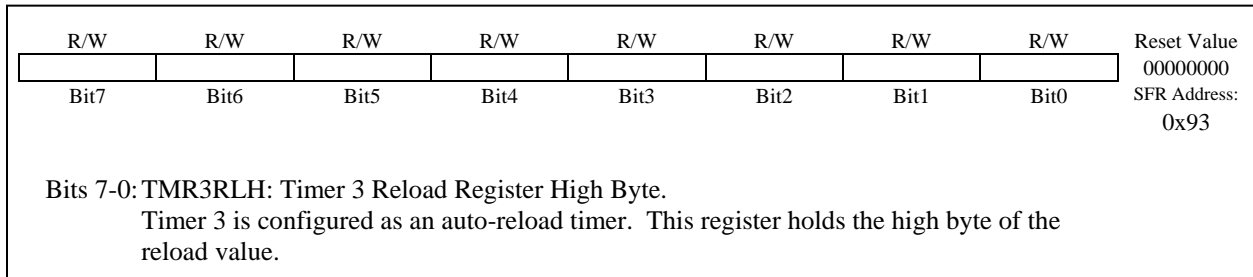 R/W R/W R/W R/W R/W R/W R/W R/W Reset Value
00000000
Bit7 Bit6 Bit5 Bit4 Bit3 Bit2 Bit1 Bit0 SFR Address:
0x93
Bits 7-0: TMR3RLH: Timer 3 Reload Register High Byte.
Timer 3 is configured as an auto-reload timer. This register holds the high byte of the
reload value.